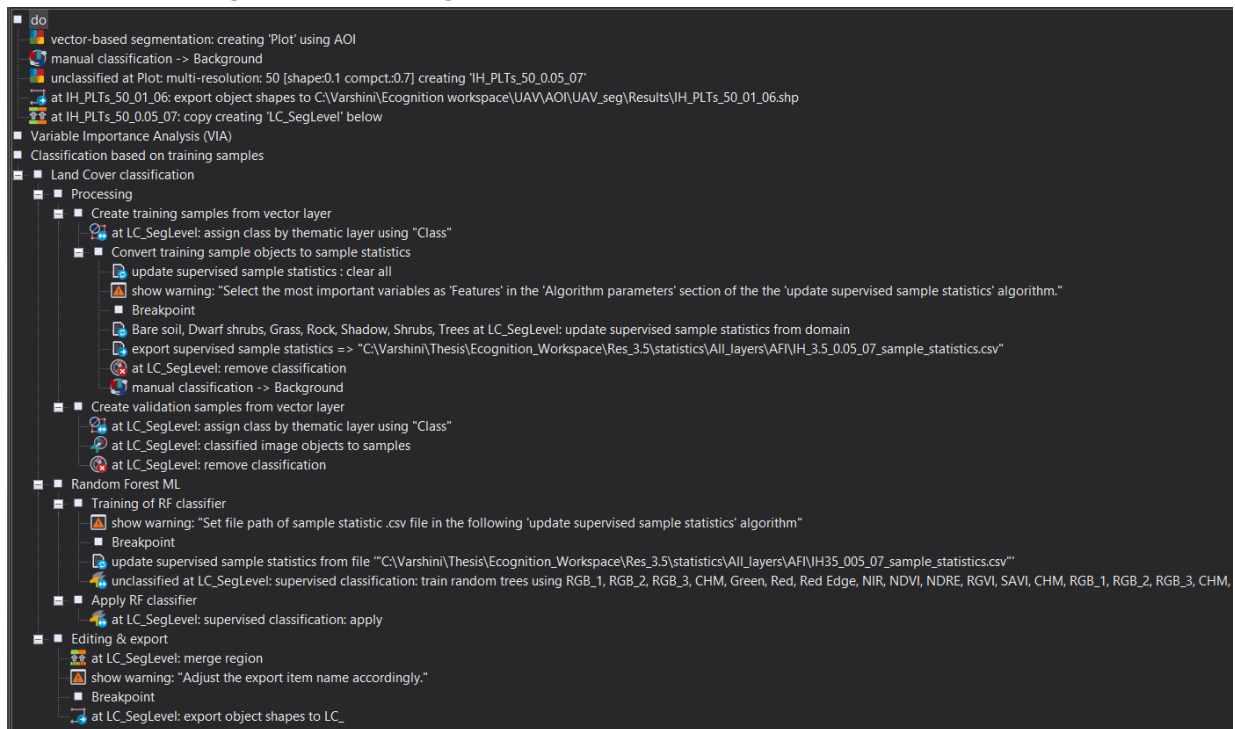 do
vector-based segmentation: creating 'Plot' using AOI
manual classification -> Background
unclassified at Plot: multi-resolution: 50 [shape:0.1 compct.:0.7] creating 'IH_PLTs_50_0.05_07'
at IH_PLTs_50_01_06: export object shapes to C:\Varshini\Ecognition workspace\UAV\AOI\UAV_seg\Results\IH_PLTs_50_01_06.shp
at IH_PLTs_50_0.05_07: copy creating 'LC_SegLevel' below
Variable Importance Analysis (VIA)
Classification based on training samples
Land Cover classification
Processing
Create training samples from vector layer
at LC_SegLevel: assign class by thematic layer using "Class"
Convert training sample objects to sample statistics
update supervised sample statistics : clear all
show warning: "Select the most important variables as 'Features' in the 'Algorithm parameters' section of the the 'update supervised sample statistics' algorithm."
Breakpoint
Bare soil, Dwarf shrubs, Grass, Rock, Shadow, Shrubs, Trees at LC_SegLevel: update supervised sample statistics from domain
export supervised sample statistics => "C:\Varshini\Thesis\Ecognition_Workspace\Res_3.5\statistics\All_layers\AFI\IH_3.5_0.05_07_sample_statistics.csv"
at LC_SegLevel: remove classification
manual classification -> Background
Create validation samples from vector layer
at LC_SegLevel: assign class by thematic layer using "Class"
at LC_SegLevel: classified image objects to samples
at LC_SegLevel: remove classification
Random Forest ML
Training of RF classifier
show warning: "Set file path of sample statistic .csv file in the following 'update supervised sample statistics' algorithm"
Breakpoint
update supervised sample statistics from file '"C:\Varshini\Thesis\Ecognition_Workspace\Res_3.5\statistics\All_layers\AFI\IH35_005_07_sample_statistics.csv"'
unclassified at LC_SegLevel: supervised classification: train random trees using RGB_1, RGB_2, RGB_3, CHM, Green, Red, Red Edge, NIR, NDVI, NDRE, RGVI, SAVI, CHM, RGB_1, RGB_2, RGB_3, CHM,
Apply RF classifier
at LC_SegLevel: supervised classification: apply
Editing & export
at LC_SegLevel: merge region
show warning: "Adjust the export item name accordingly."
Breakpoint
at LC_SegLevel: export object shapes to LC_